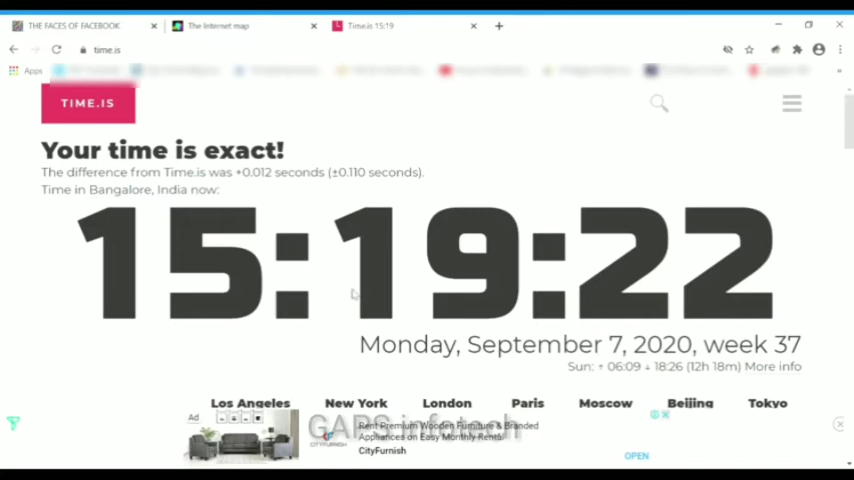 THE FACES OF FACEBOOK
The Internet map
Time.is 15:19
time.is
Apps
TIME.IS
Your time is exact!
The difference from Time.is was +0.012 seconds (±0.110 seconds).
Time in Bangalore, India now:
15:19:22
Monday, September 7, 2020, week 37
Sun: ↑ 06:09 ↓ 18:26 (12h 18m) More info
Los Angeles New York London Paris Moscow Beijing Tokyo
Ad
GAPS infotech
Rent Premium Wooden Furniture & Branded
Appliances on Easy Monthly Rents.
CityFurnish
CITYFURNISH
OPEN